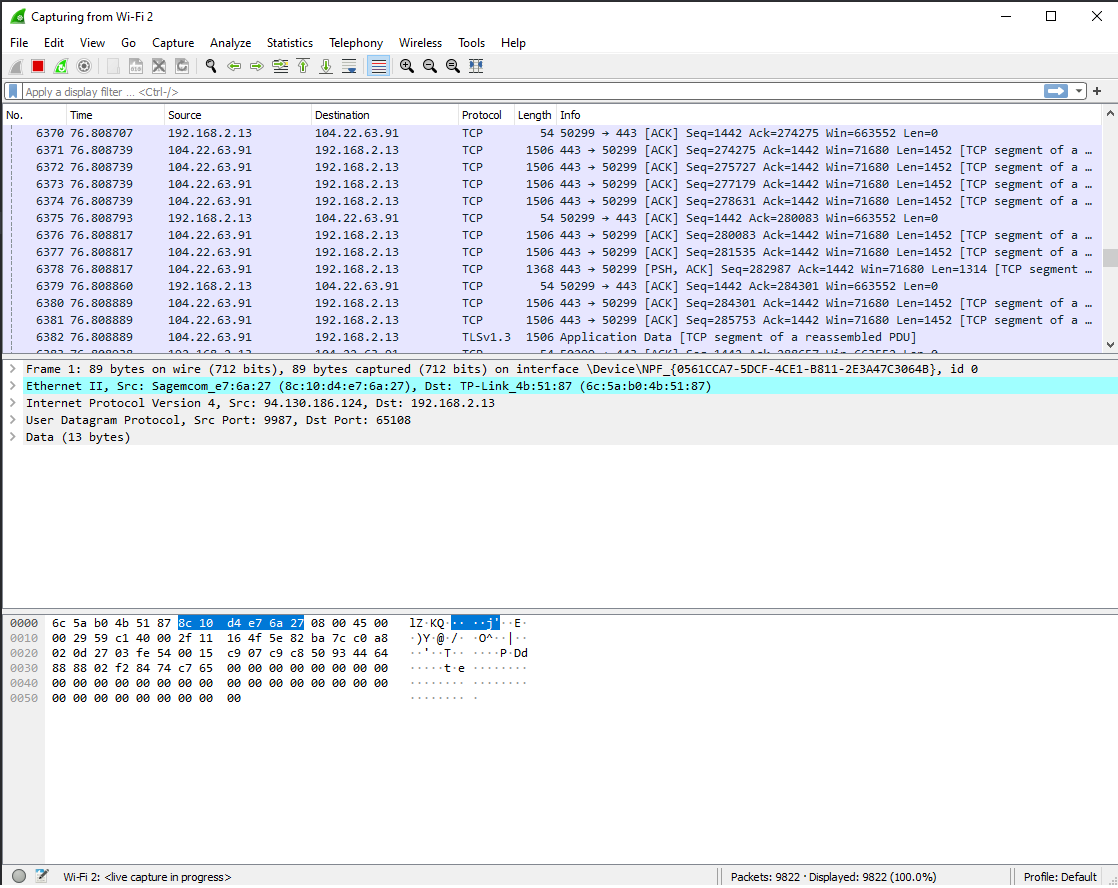 Capturing from Wi-Fi 2
File Edit View Go Capture Analyze Statistics Telephony Wireless Tools Help
Apply a display filter ... <Ctrl-/>
No. Time Source Destination Protocol Length Info
6370 76.808707 192.168.2.13 104.22.63.91 TCP 54 50299 → 443 [ACK] Seq=1442 Ack=274275 Win=663552 Len=0
6371 76.808739 104.22.63.91 192.168.2.13 TCP 1506 443 → 50299 [ACK] Seq=274275 Ack=1442 Win=71680 Len=1452 [TCP segment of a …
6372 76.808739 104.22.63.91 192.168.2.13 TCP 1506 443 → 50299 [ACK] Seq=275727 Ack=1442 Win=71680 Len=1452 [TCP segment of a …
6373 76.808739 104.22.63.91 192.168.2.13 TCP 1506 443 → 50299 [ACK] Seq=277179 Ack=1442 Win=71680 Len=1452 [TCP segment of a …
6374 76.808739 104.22.63.91 192.168.2.13 TCP 1506 443 → 50299 [ACK] Seq=278631 Ack=1442 Win=71680 Len=1452 [TCP segment of a …
6375 76.808793 192.168.2.13 104.22.63.91 TCP 54 50299 → 443 [ACK] Seq=1442 Ack=280083 Win=663552 Len=0
6376 76.808817 104.22.63.91 192.168.2.13 TCP 1506 443 → 50299 [ACK] Seq=280083 Ack=1442 Win=71680 Len=1452 [TCP segment of a …
6377 76.808817 104.22.63.91 192.168.2.13 TCP 1506 443 → 50299 [ACK] Seq=281535 Ack=1442 Win=71680 Len=1452 [TCP segment of a …
6378 76.808817 104.22.63.91 192.168.2.13 TCP 1368 443 → 50299 [PSH, ACK] Seq=282987 Ack=1442 Win=71680 Len=1314 [TCP segment …
6379 76.808860 192.168.2.13 104.22.63.91 TCP 54 50299 → 443 [ACK] Seq=1442 Ack=284301 Win=663552 Len=0
6380 76.808889 104.22.63.91 192.168.2.13 TCP 1506 443 → 50299 [ACK] Seq=284301 Ack=1442 Win=71680 Len=1452 [TCP segment of a …
6381 76.808889 104.22.63.91 192.168.2.13 TCP 1506 443 → 50299 [ACK] Seq=285753 Ack=1442 Win=71680 Len=1452 [TCP segment of a …
6382 76.808889 104.22.63.91 192.168.2.13 TLSv1.3 1506 Application Data [TCP segment of a reassembled PDU]
Frame 1: 89 bytes on wire (712 bits), 89 bytes captured (712 bits) on interface \Device\NPF_{0561CCA7-5DCF-4CE1-B811-2E3A47C3064B}, id 0
Ethernet II, Src: Sagemcom_e7:6a:27 (8c:10:d4:e7:6a:27), Dst: TP-Link_4b:51:87 (6c:5a:b0:4b:51:87)
Internet Protocol Version 4, Src: 94.130.186.124, Dst: 192.168.2.13
User Datagram Protocol, Src Port: 9987, Dst Port: 65108
Data (13 bytes)
0000 6c 5a b0 4b 51 87 8c 10 d4 e7 6a 27 08 00 45 00 lZ·KQ··· ··j'··E·
0010 00 29 59 c1 40 00 2f 11 16 4f 5e 82 ba 7c c0 a8 ·)Y·@·/· ·O^··|··
0020 02 0d 27 03 fe 54 00 15 c9 07 c9 c8 50 93 44 64 ··'··T·· ····P·Dd
0030 88 88 02 f2 84 74 c7 65 00 00 00 00 00 00 00 00 ·····t·e ········
0040 00 00 00 00 00 00 00 00 00 00 00 00 00 00 00 00 ········ ········
0050 00 00 00 00 00 00 00 00 00 ········ ·
Wi-Fi 2: <live capture in progress> Packets: 9822 · Displayed: 9822 (100.0%) Profile: Default